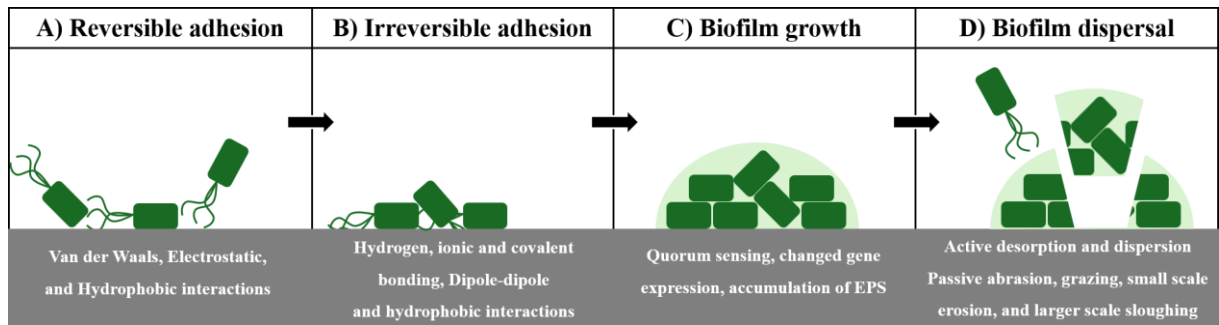 A) Reversible adhesion
B) Irreversible adhesion
C) Biofilm growth
D) Biofilm dispersal
Van der Waals, Electrostatic,
and Hydrophobic interactions
Hydrogen, ionic and covalent
bonding, Dipole-dipole
and hydrophobic interactions
Quorum sensing, changed gene
expression, accumulation of EPS
Active desorption and dispersion
Passive abrasion, grazing, small scale
erosion, and larger scale sloughing